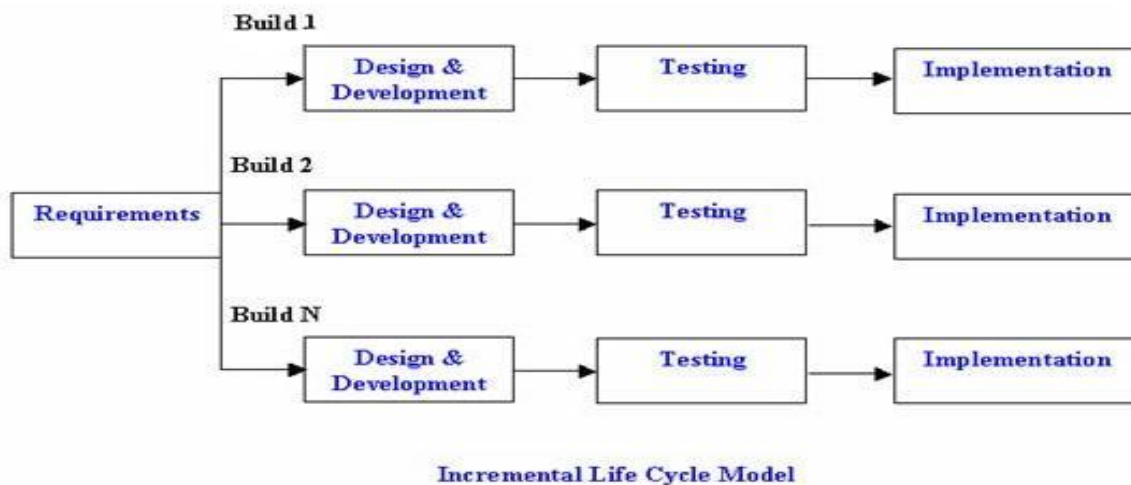 Build 1
Design &
Development
Testing
Implementation
Build 2
Requirements
Design &
Development
Testing
Implementation
Build N
Design &
Development
Testing
Implementation
Incremental Life Cycle Model